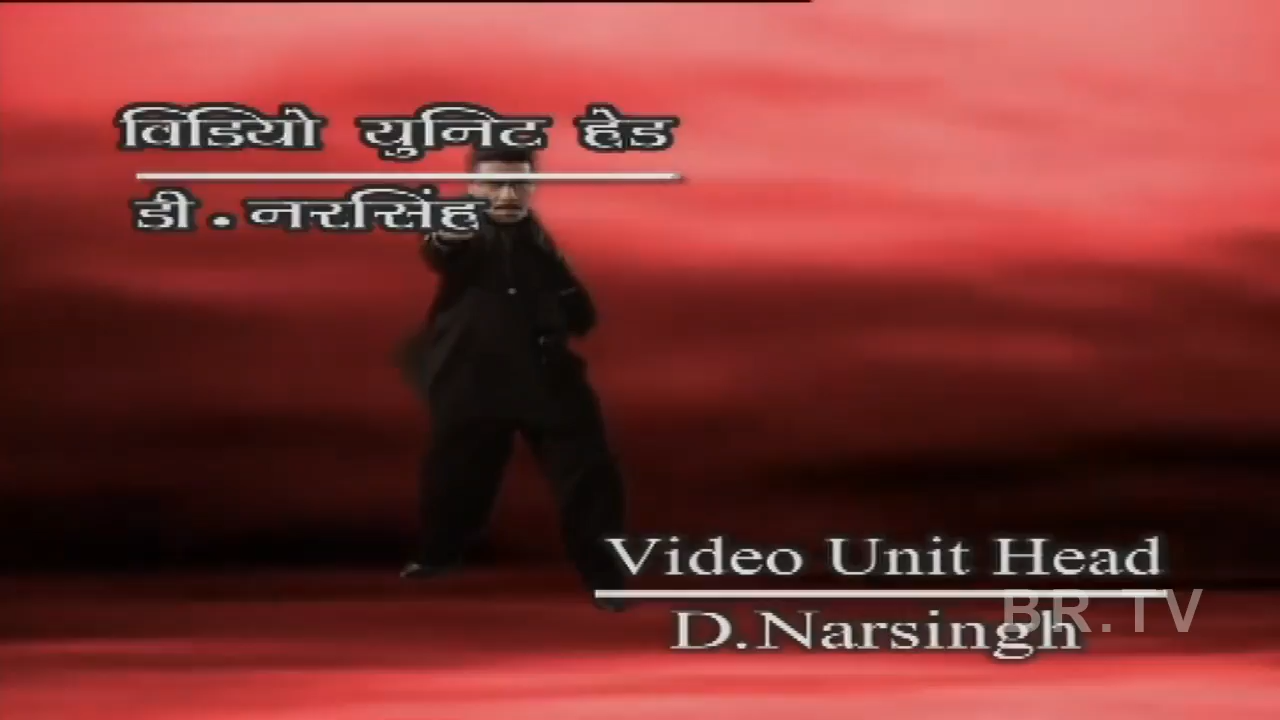 विडियो युनिट हेड
डी.नरसिंह
Video Unit Head
D.Narsingh
BR.TV